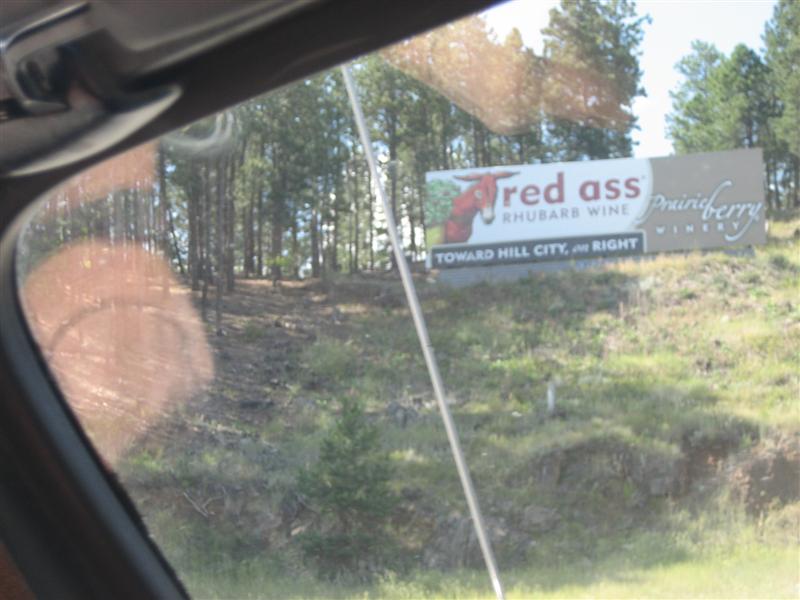 red ass
RHUBARB WINE
Prairie berry
WINERY
TOWARD HILL CITY, ON RIGHT